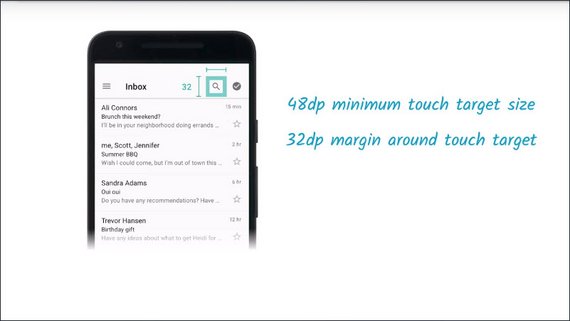 Inbox
32
Ali Connors
15 min
Brunch this weekend?
I'll be in your neighborhood doing errands ...
me, Scott, Jennifer
2 hr
Summer BBQ
Wish I could come, but I'm out of town this ...
Sandra Adams
6 hr
Oui oui
Do you have any recommendations? Have ...
Trevor Hansen
12 hr
Birthday gift
Have any ideas about what to get Heidi for ...
48dp minimum touch target size
32dp margin around touch target